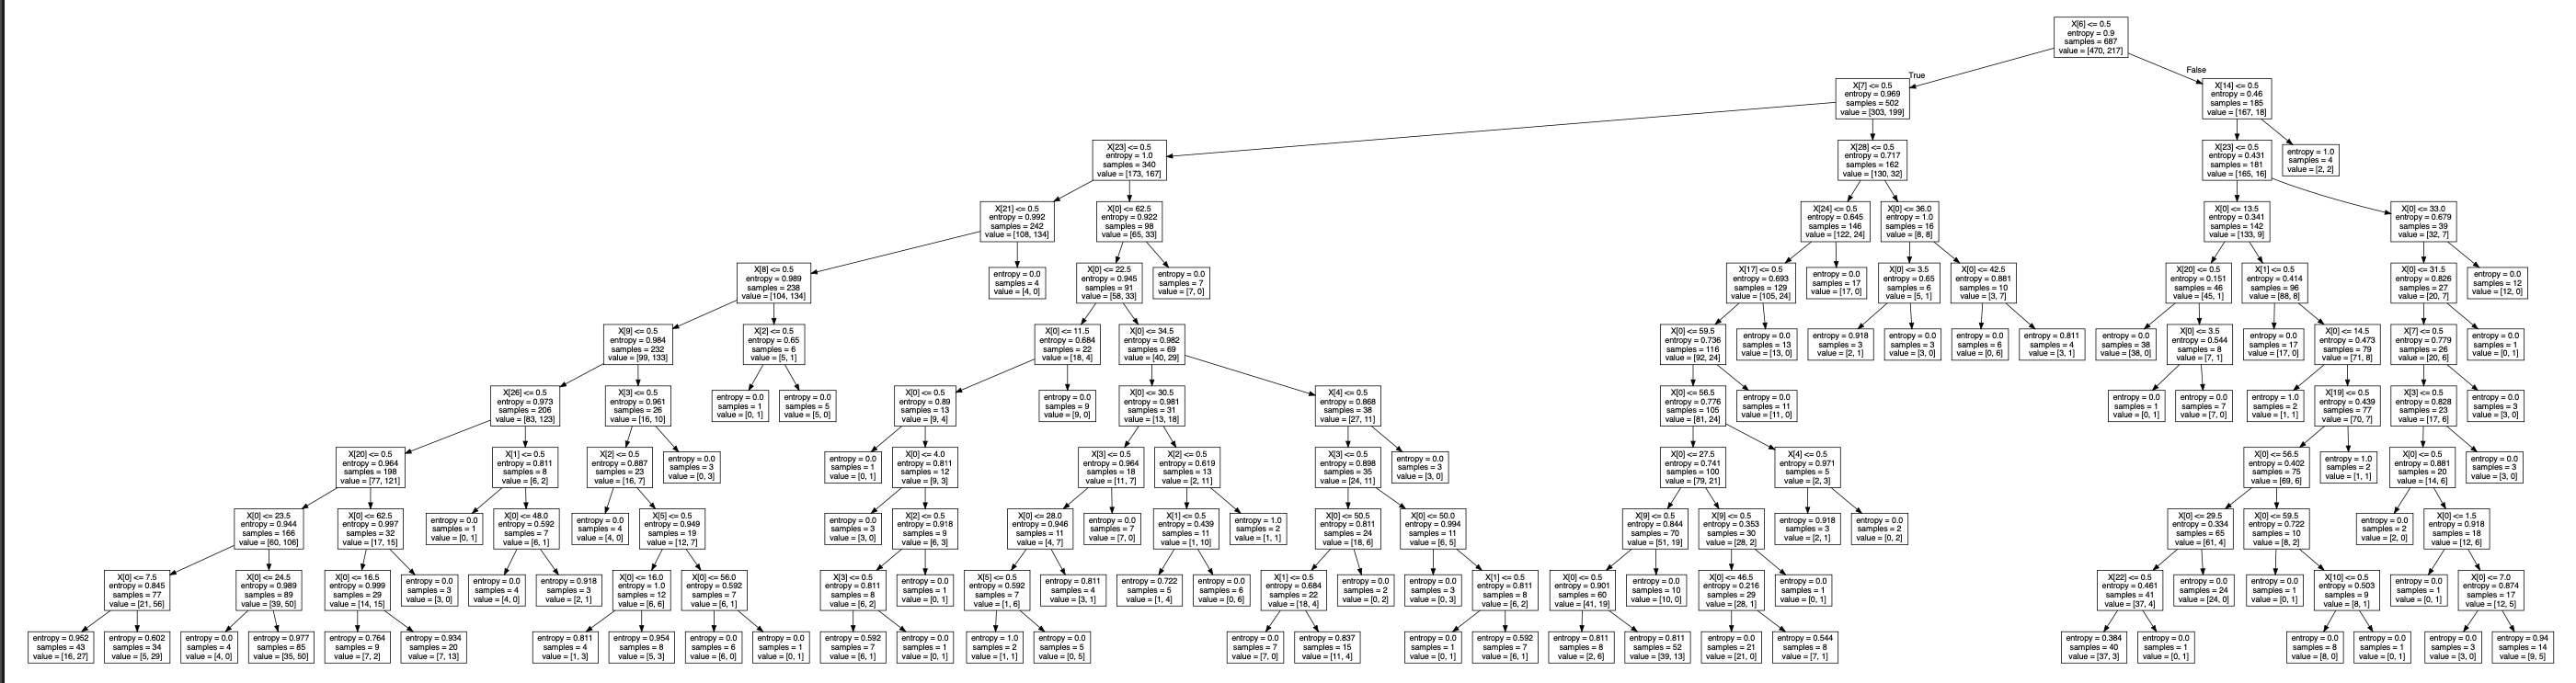 X[6] <= 0.5
entropy = 0.9
samples = 687
value = [470, 217]
True
False
X[7] <= 0.5
entropy = 0.969
samples = 502
value = [303, 199]
X[14] <= 0.5
entropy = 0.46
samples = 185
value = [167, 18]
X[23] <= 0.5
entropy = 1.0
samples = 340
value = [173, 167]
X[28] <= 0.5
entropy = 0.717
samples = 162
value = [130, 32]
X[23] <= 0.5
entropy = 0.431
samples = 181
value = [165, 16]
entropy = 1.0
samples = 4
value = [2, 2]
X[21] <= 0.5
entropy = 0.992
samples = 242
value = [108, 134]
X[0] <= 62.5
entropy = 0.922
samples = 98
value = [65, 33]
X[24] <= 0.5
entropy = 0.645
samples = 146
value = [122, 24]
X[0] <= 36.0
entropy = 1.0
samples = 16
value = [8, 8]
X[0] <= 13.5
entropy = 0.341
samples = 142
value = [133, 9]
X[0] <= 33.0
entropy = 0.679
samples = 39
value = [32, 7]
X[8] <= 0.5
entropy = 0.989
samples = 238
value = [104, 134]
entropy = 0.0
samples = 4
value = [4, 0]
X[0] <= 22.5
entropy = 0.945
samples = 91
value = [58, 33]
entropy = 0.0
samples = 7
value = [7, 0]
X[17] <= 0.5
entropy = 0.693
samples = 129
value = [105, 24]
entropy = 0.0
samples = 17
value = [17, 0]
X[0] <= 3.5
entropy = 0.65
samples = 6
value = [5, 1]
X[0] <= 42.5
entropy = 0.881
samples = 10
value = [3, 7]
X[20] <= 0.5
entropy = 0.151
samples = 46
value = [45, 1]
X[1] <= 0.5
entropy = 0.414
samples = 96
value = [88, 8]
X[0] <= 31.5
entropy = 0.826
samples = 27
value = [20, 7]
entropy = 0.0
samples = 12
value = [12, 0]
X[9] <= 0.5
entropy = 0.984
samples = 232
value = [99, 133]
X[2] <= 0.5
entropy = 0.65
samples = 6
value = [5, 1]
X[0] <= 11.5
entropy = 0.684
samples = 22
value = [18, 4]
X[0] <= 34.5
entropy = 0.982
samples = 69
value = [40, 29]
X[0] <= 59.5
entropy = 0.736
samples = 116
value = [92, 24]
entropy = 0.0
samples = 13
value = [13, 0]
entropy = 0.918
samples = 3
value = [2, 1]
entropy = 0.0
samples = 3
value = [3, 0]
entropy = 0.0
samples = 6
value = [0, 6]
entropy = 0.811
samples = 4
value = [3, 1]
entropy = 0.0
samples = 38
value = [38, 0]
X[0] <= 3.5
entropy = 0.544
samples = 8
value = [7, 1]
entropy = 0.0
samples = 17
value = [17, 0]
X[0] <= 14.5
entropy = 0.473
samples = 79
value = [71, 8]
X[7] <= 0.5
entropy = 0.779
samples = 26
value = [20, 6]
entropy = 0.0
samples = 1
value = [0, 1]
X[26] <= 0.5
entropy = 0.973
samples = 206
value = [83, 123]
X[3] <= 0.5
entropy = 0.961
samples = 26
value = [16, 10]
entropy = 0.0
samples = 1
value = [0, 1]
entropy = 0.0
samples = 5
value = [5, 0]
X[0] <= 0.5
entropy = 0.89
samples = 13
value = [9, 4]
entropy = 0.0
samples = 9
value = [9, 0]
X[0] <= 30.5
entropy = 0.981
samples = 31
value = [13, 18]
X[4] <= 0.5
entropy = 0.868
samples = 38
value = [27, 11]
X[0] <= 56.5
entropy = 0.776
samples = 105
value = [81, 24]
entropy = 0.0
samples = 11
value = [11, 0]
entropy = 0.0
samples = 1
value = [0, 1]
entropy = 0.0
samples = 7
value = [7, 0]
entropy = 1.0
samples = 2
value = [1, 1]
X[19] <= 0.5
entropy = 0.439
samples = 77
value = [70, 7]
X[3] <= 0.5
entropy = 0.828
samples = 23
value = [17, 6]
entropy = 0.0
samples = 3
value = [3, 0]
X[20] <= 0.5
entropy = 0.964
samples = 198
value = [77, 121]
X[1] <= 0.5
entropy = 0.811
samples = 8
value = [6, 2]
X[2] <= 0.5
entropy = 0.887
samples = 23
value = [16, 7]
entropy = 0.0
samples = 3
value = [0, 3]
entropy = 0.0
samples = 1
value = [0, 1]
X[0] <= 4.0
entropy = 0.811
samples = 12
value = [9, 3]
X[3] <= 0.5
entropy = 0.964
samples = 18
value = [11, 7]
X[2] <= 0.5
entropy = 0.619
samples = 13
value = [2, 11]
X[3] <= 0.5
entropy = 0.898
samples = 35
value = [24, 11]
entropy = 0.0
samples = 3
value = [3, 0]
X[0] <= 27.5
entropy = 0.741
samples = 100
value = [79, 21]
X[4] <= 0.5
entropy = 0.971
samples = 5
value = [2, 3]
X[0] <= 56.5
entropy = 0.402
samples = 75
value = [69, 6]
entropy = 1.0
samples = 2
value = [1, 1]
X[0] <= 0.5
entropy = 0.881
samples = 20
value = [14, 6]
entropy = 0.0
samples = 3
value = [3, 0]
X[0] <= 23.5
entropy = 0.944
samples = 166
value = [60, 106]
X[0] <= 62.5
entropy = 0.997
samples = 32
value = [17, 15]
entropy = 0.0
samples = 1
value = [0, 1]
X[0] <= 48.0
entropy = 0.592
samples = 7
value = [6, 1]
entropy = 0.0
samples = 4
value = [4, 0]
X[5] <= 0.5
entropy = 0.949
samples = 19
value = [12, 7]
entropy = 0.0
samples = 3
value = [3, 0]
X[2] <= 0.5
entropy = 0.918
samples = 9
value = [6, 3]
X[0] <= 28.0
entropy = 0.946
samples = 11
value = [4, 7]
entropy = 0.0
samples = 7
value = [7, 0]
X[1] <= 0.5
entropy = 0.439
samples = 11
value = [1, 10]
entropy = 1.0
samples = 2
value = [1, 1]
X[0] <= 50.5
entropy = 0.811
samples = 24
value = [18, 6]
X[0] <= 50.0
entropy = 0.994
samples = 11
value = [6, 5]
X[9] <= 0.5
entropy = 0.844
samples = 70
value = [51, 19]
X[9] <= 0.5
entropy = 0.353
samples = 30
value = [28, 2]
entropy = 0.918
samples = 3
value = [2, 1]
entropy = 0.0
samples = 2
value = [0, 2]
X[0] <= 29.5
entropy = 0.334
samples = 65
value = [61, 4]
X[0] <= 59.5
entropy = 0.722
samples = 10
value = [8, 2]
entropy = 0.0
samples = 2
value = [2, 0]
X[0] <= 1.5
entropy = 0.918
samples = 18
value = [12, 6]
X[0] <= 7.5
entropy = 0.845
samples = 77
value = [21, 56]
X[0] <= 24.5
entropy = 0.989
samples = 89
value = [39, 50]
X[0] <= 16.5
entropy = 0.999
samples = 29
value = [14, 15]
entropy = 0.0
samples = 3
value = [3, 0]
entropy = 0.0
samples = 4
value = [4, 0]
entropy = 0.918
samples = 3
value = [2, 1]
X[0] <= 16.0
entropy = 1.0
samples = 12
value = [6, 6]
X[0] <= 56.0
entropy = 0.592
samples = 7
value = [6, 1]
X[3] <= 0.5
entropy = 0.811
samples = 8
value = [6, 2]
entropy = 0.0
samples = 1
value = [0, 1]
X[5] <= 0.5
entropy = 0.592
samples = 7
value = [1, 6]
entropy = 0.811
samples = 4
value = [3, 1]
entropy = 0.722
samples = 5
value = [1, 4]
entropy = 0.0
samples = 6
value = [0, 6]
X[1] <= 0.5
entropy = 0.684
samples = 22
value = [18, 4]
entropy = 0.0
samples = 2
value = [0, 2]
entropy = 0.0
samples = 3
value = [0, 3]
X[1] <= 0.5
entropy = 0.811
samples = 8
value = [6, 2]
X[0] <= 0.5
entropy = 0.901
samples = 60
value = [41, 19]
entropy = 0.0
samples = 10
value = [10, 0]
X[0] <= 46.5
entropy = 0.216
samples = 29
value = [28, 1]
entropy = 0.0
samples = 1
value = [0, 1]
X[22] <= 0.5
entropy = 0.461
samples = 41
value = [37, 4]
entropy = 0.0
samples = 24
value = [24, 0]
entropy = 0.0
samples = 1
value = [0, 1]
X[10] <= 0.5
entropy = 0.503
samples = 9
value = [8, 1]
entropy = 0.0
samples = 1
value = [0, 1]
X[0] <= 7.0
entropy = 0.874
samples = 17
value = [12, 5]
entropy = 0.952
samples = 43
value = [16, 27]
entropy = 0.602
samples = 34
value = [5, 29]
entropy = 0.0
samples = 4
value = [4, 0]
entropy = 0.977
samples = 85
value = [35, 50]
entropy = 0.764
samples = 9
value = [7, 2]
entropy = 0.934
samples = 20
value = [7, 13]
entropy = 0.811
samples = 4
value = [1, 3]
entropy = 0.954
samples = 8
value = [5, 3]
entropy = 0.0
samples = 6
value = [6, 0]
entropy = 0.0
samples = 1
value = [0, 1]
entropy = 0.592
samples = 7
value = [6, 1]
entropy = 0.0
samples = 1
value = [0, 1]
entropy = 1.0
samples = 2
value = [1, 1]
entropy = 0.0
samples = 5
value = [0, 5]
entropy = 0.0
samples = 7
value = [7, 0]
entropy = 0.837
samples = 15
value = [11, 4]
entropy = 0.0
samples = 1
value = [0, 1]
entropy = 0.592
samples = 7
value = [6, 1]
entropy = 0.811
samples = 8
value = [2, 6]
entropy = 0.811
samples = 52
value = [39, 13]
entropy = 0.0
samples = 21
value = [21, 0]
entropy = 0.544
samples = 8
value = [7, 1]
entropy = 0.384
samples = 40
value = [37, 3]
entropy = 0.0
samples = 1
value = [0, 1]
entropy = 0.0
samples = 8
value = [8, 0]
entropy = 0.0
samples = 1
value = [0, 1]
entropy = 0.0
samples = 3
value = [3, 0]
entropy = 0.94
samples = 14
value = [9, 5]